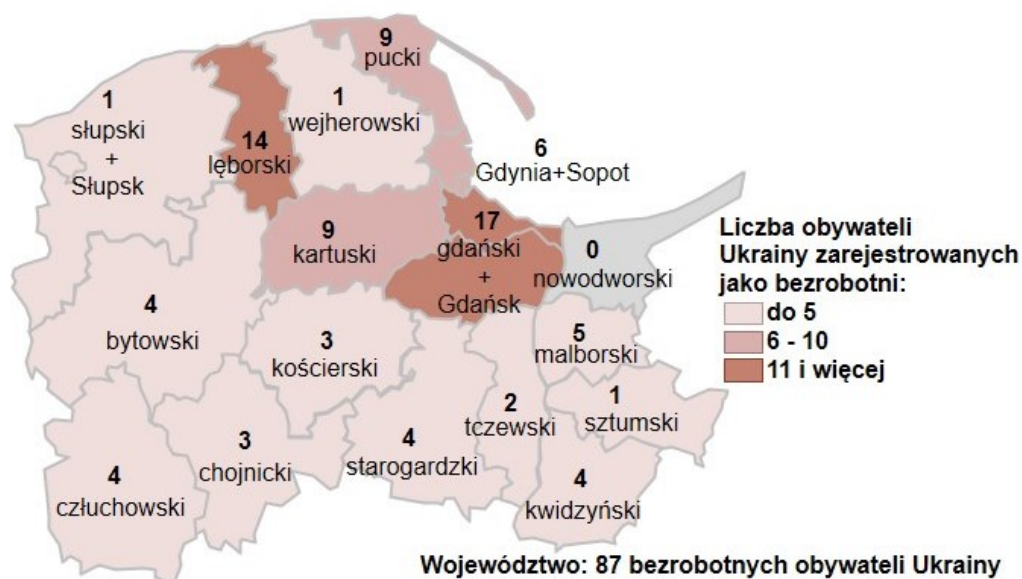 9
pucki
1
słupski
+
Słupsk
14
lęborski
1
wejherowski
6
Gdynia+Sopot
9
kartuski
17
gdański
+
Gdańsk
0
nowodworski
4
bytowski
3
kościerski
5
malborski
1
sztumski
2
tczewski
4
człuchowski
3
chojnicki
4
starogardzki
4
kwidzyński
Liczba obywateli
Ukrainy zarejestrowanych
jako bezrobotni:
do 5
6 - 10
11 i więcej
Województwo: 87 bezrobotnych obywateli Ukrainy